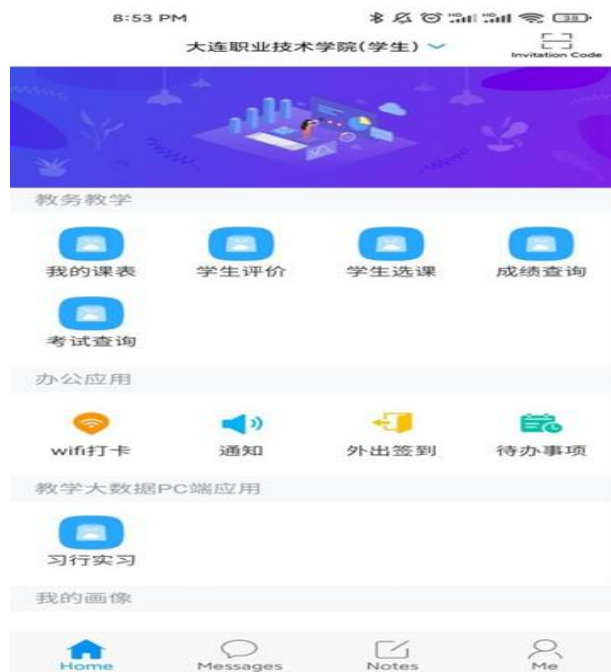 8:53 PM 38
大连职业技术学院(学生)
Invitation Code
教务教学
我的课表 学生评价 学生选课 成绩查询
考试查询
办公应用
wifi打卡 通知 外出签到 待办事项
教学大数据PC端应用
习行实习
我的画像
Home Messages Notes Me